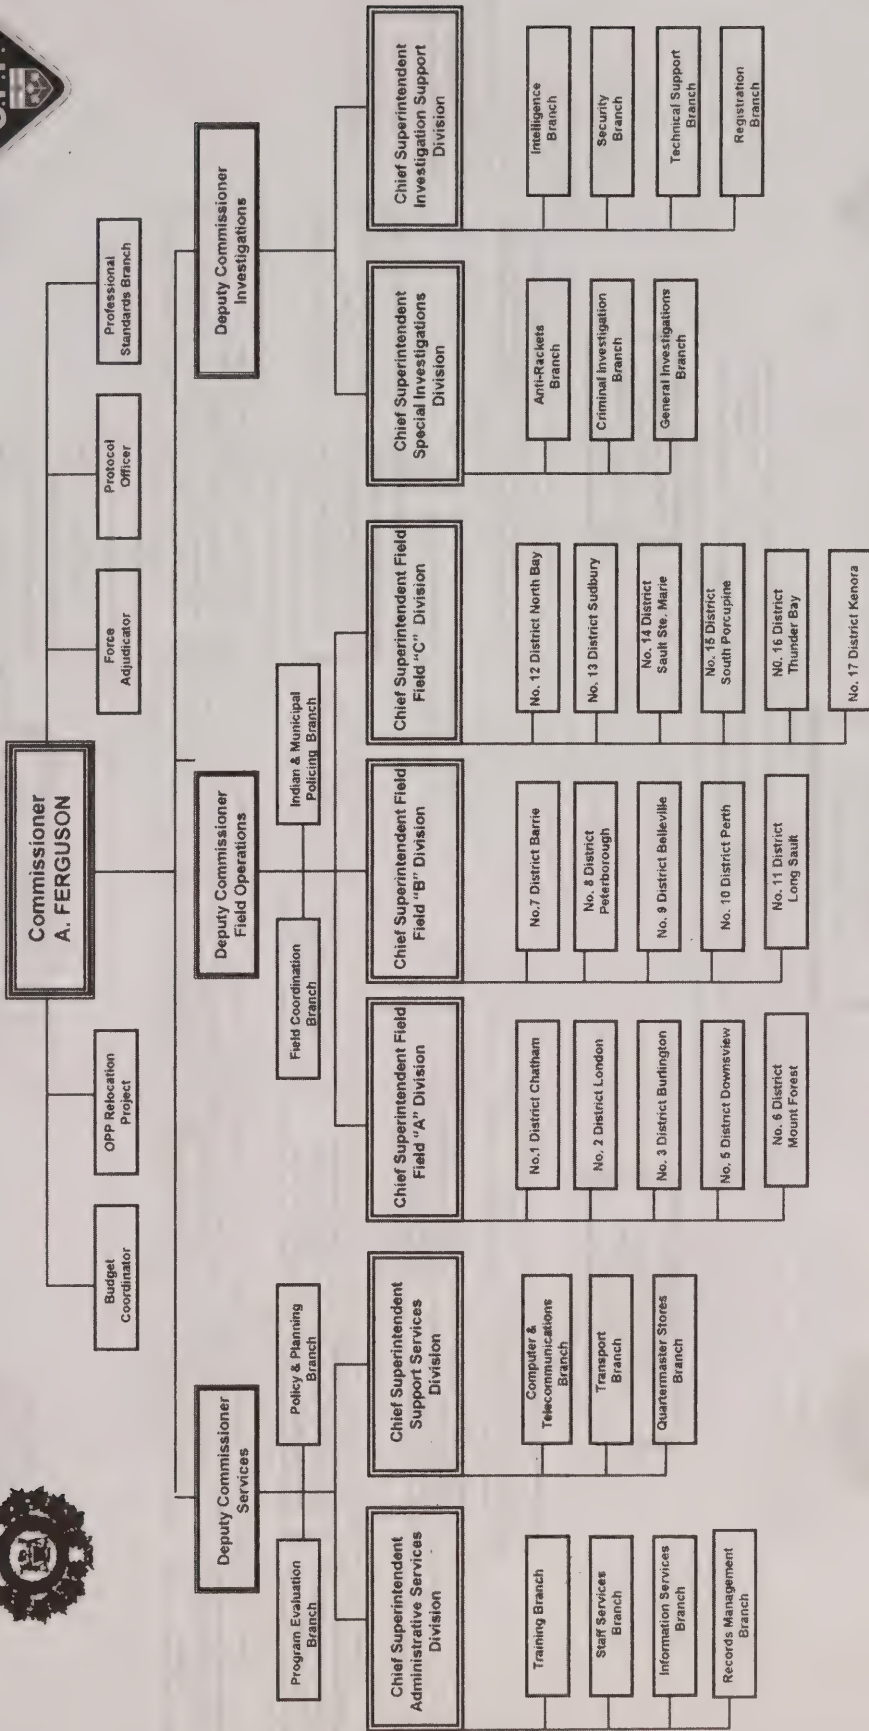 Commissioner
A. FERGUSON
Budget
Coordinator
OPP Relocation
Project
Force
Adjudicator
Protocol
Officer
Professional
Standards Branch
Deputy Commissioner
Services
Deputy Commissioner
Field Operations
Deputy Commissioner
Investigations
Program Evaluation
Branch
Policy & Planning
Branch
Field Coordination
Branch
Indian & Municipal
Policing Branch
Chief Superintendent
Administrative Services
Division
Training Branch
Staff Services
Branch
Information Services
Branch
Records Management
Branch
Chief Superintendent
Support Services
Division
Computer &
Telecommunications
Branch
Transport
Branch
Quartermaster Stores
Branch
Chief Superintendent Field
Field "A" Division
No.1 District Chatham
No. 2 District London
No. 3 District Burlington
No. 5 District Downsview
No. 6 District
Mount Forest
Chief Superintendent Field
Field "B" Division
No.7 District Barrie
No. 8 District
Peterborough
No. 9 District Belleville
No. 10 District Perth
No. 11 District
Long Sault
Chief Superintendent Field
Field "C" Division
No. 12 District North Bay
No. 13 District Sudbury
No. 14 District
Sault Ste. Marie
No. 15 District
South Porcupine
N0. 16 District
Thunder Bay
No. 17 District Kenora
Chief Superintendent
Special Investigations
Division
Anti-Rackets
Branch
Criminal Investigation
Branch
General Investigations
Branch
Chief Superintendent
Investigation Support
Division
Intelligence
Branch
Security
Branch
Technical Support
Branch
Registration
Branch